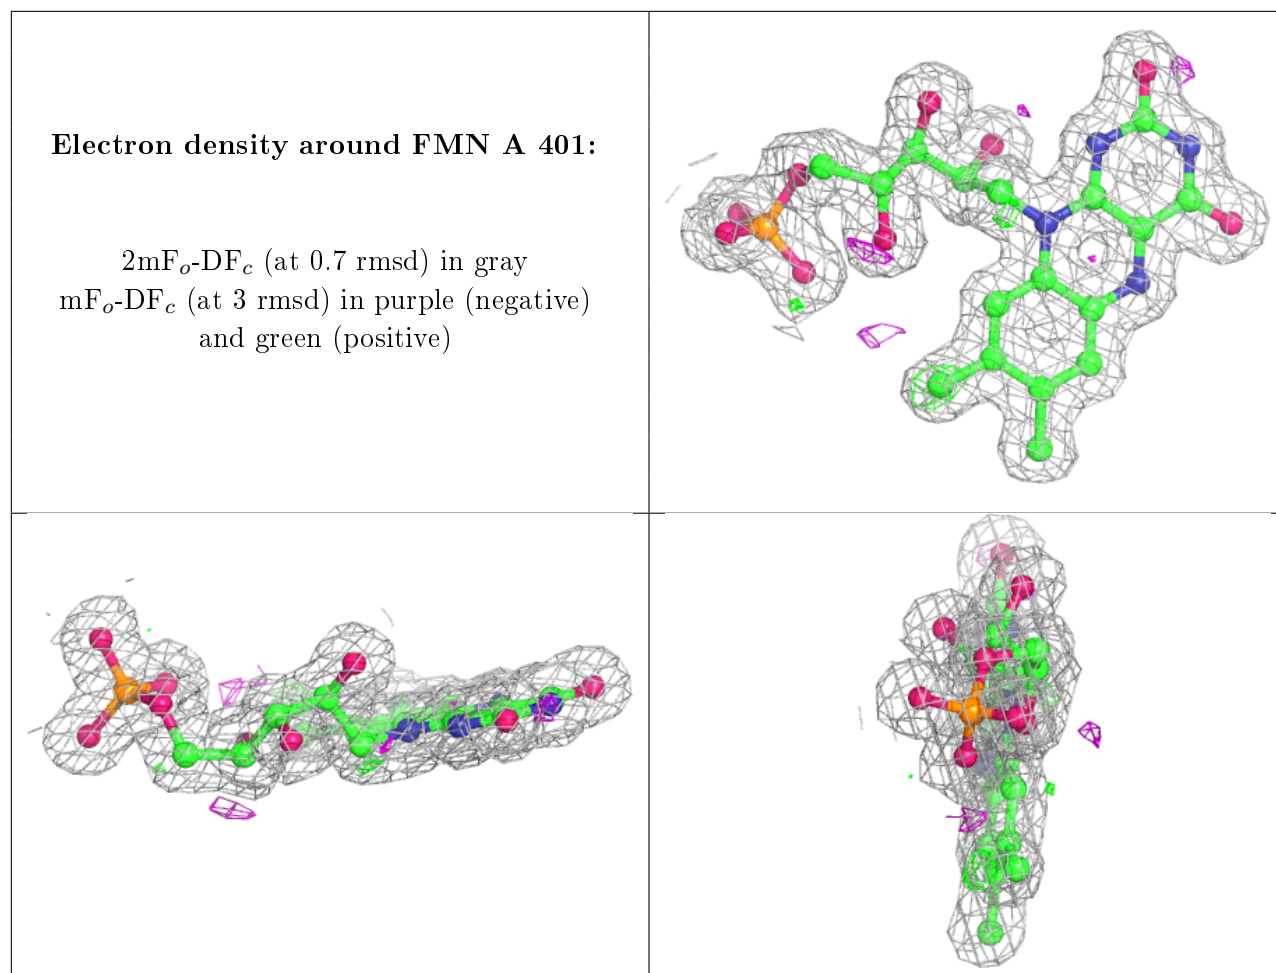 Electron density around FMN A 401:
2mFo-DFc (at 0.7 rmsd) in gray
mFo-DFc (at 3 rmsd) in purple (negative)
and green (positive)